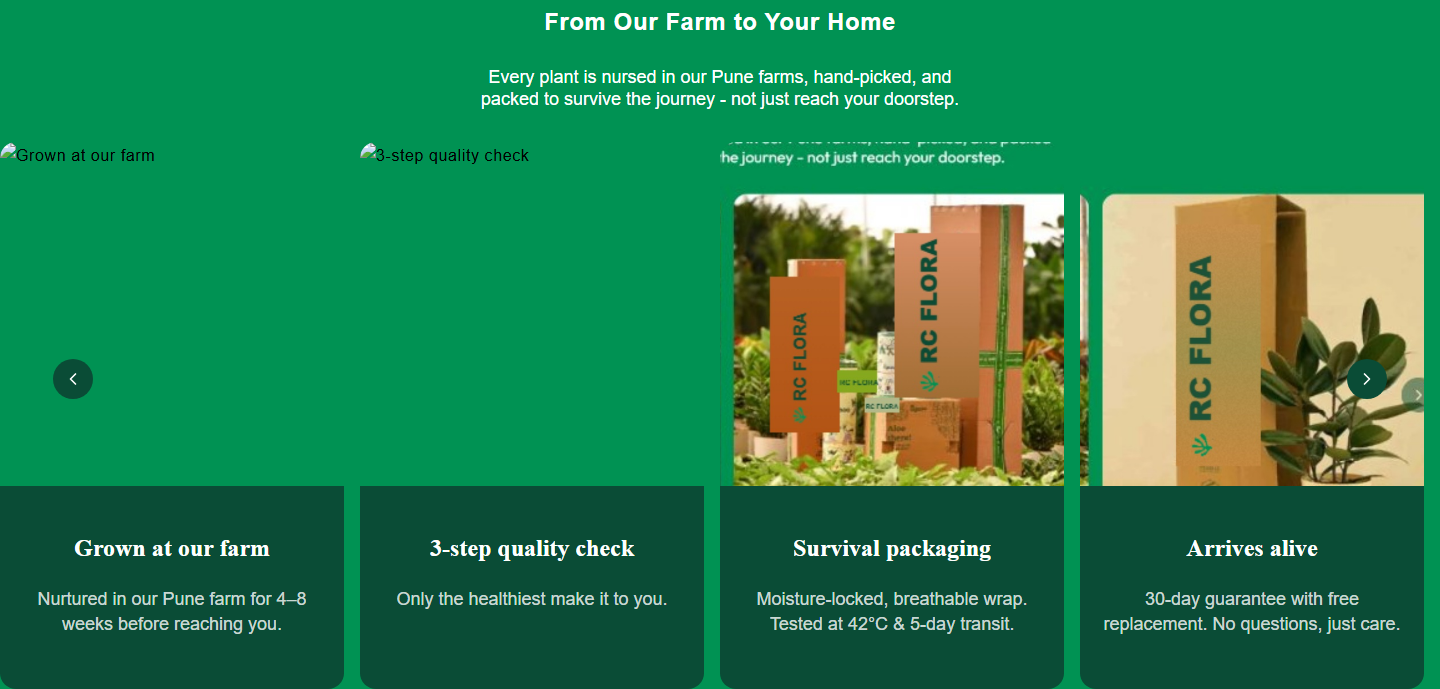 From Our Farm to Your Home
Every plant is nursed in our Pune farms, hand-picked, and
packed to survive the journey - not just reach your doorstep.
Grown at our farm
3-step quality check
the journey - not just reach your doorstep.
RC FLORA
RC FLORA
RC FLORA
RC FLORA
Aloe
RC FLORA
Grown at our farm
Nurtured in our Pune farm for 4–8
weeks before reaching you.
3-step quality check
Only the healthiest make it to you.
Survival packaging
Moisture-locked, breathable wrap.
Tested at 42°C & 5-day transit.
Arrives alive
30-day guarantee with free
replacement. No questions, just care.